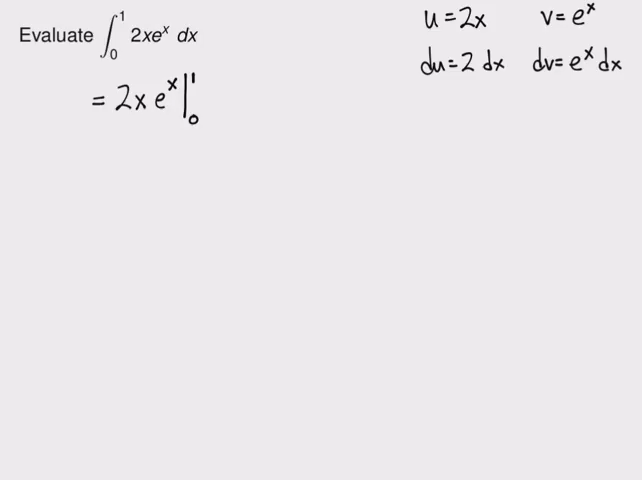 Evaluate ∫₀¹ 2xeˣ dx
u = 2x v = eˣ
du = 2 dx dv = eˣ dx
= 2x eˣ |₀¹